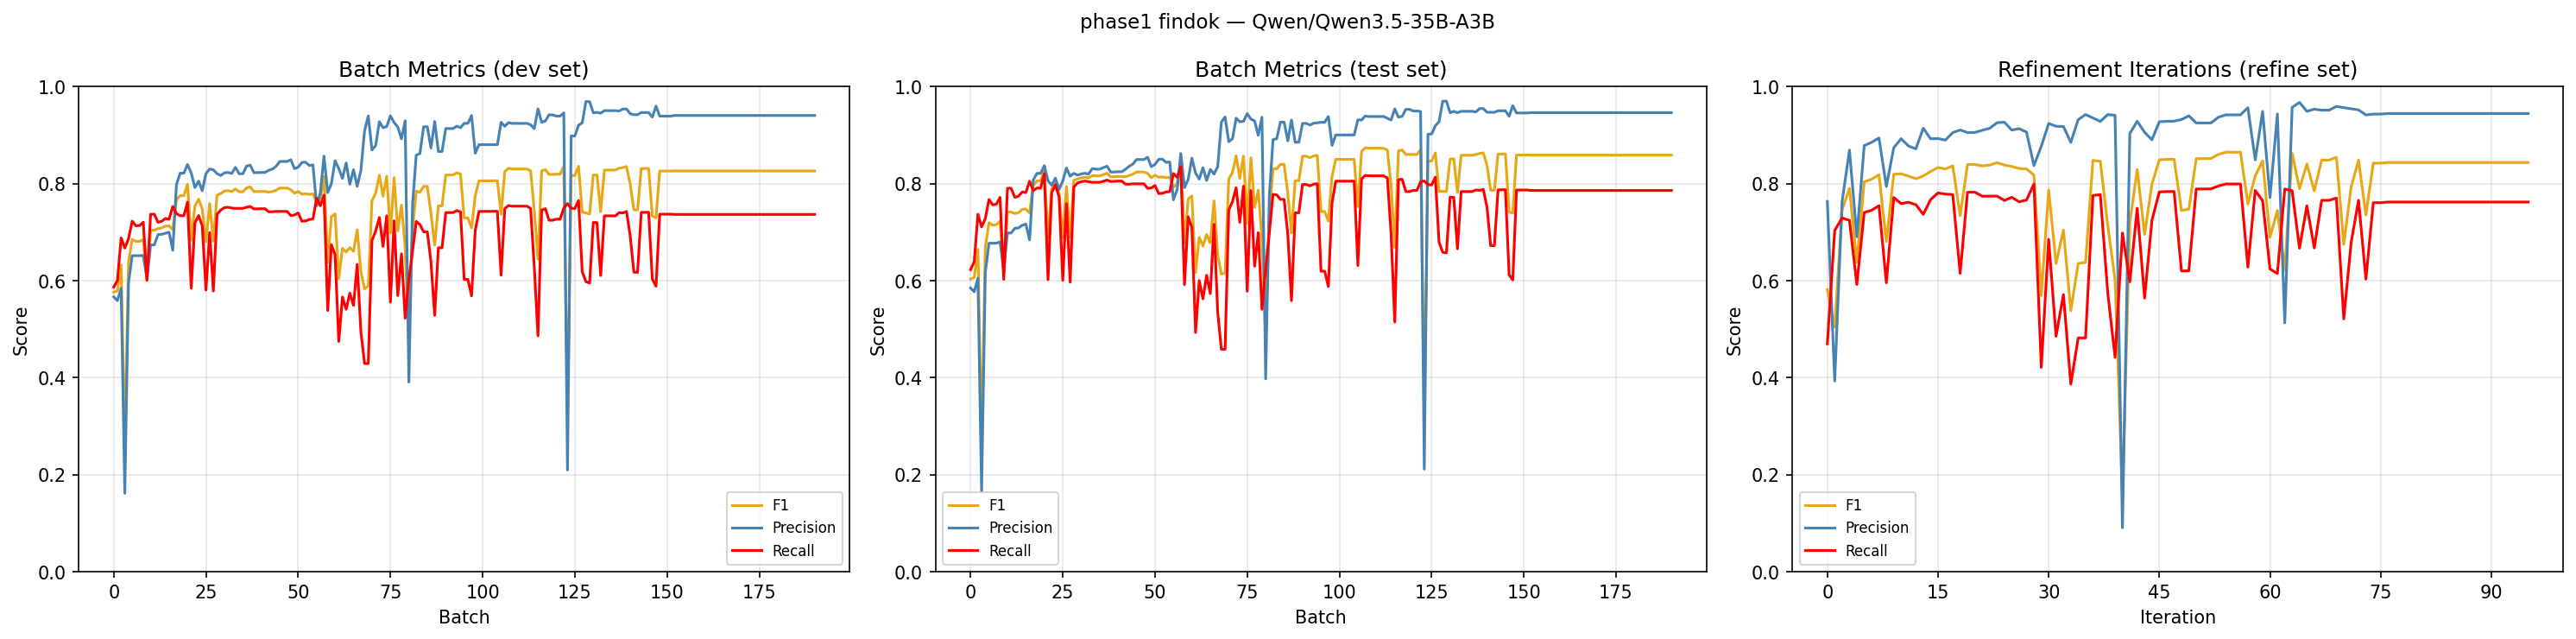 phase1 findok — Qwen/Qwen3.5-35B-A3B
Batch Metrics (dev set)
1.0
0.8
0.6
0.4
0.2
0.0
Score
0 25 50 75 100 125 150 175
Batch
F1
Precision
Recall
Batch Metrics (test set)
1.0
0.8
0.6
0.4
0.2
0.0
Score
0 25 50 75 100 125 150 175
Batch
F1
Precision
Recall
Refinement Iterations (refine set)
1.0
0.8
0.6
0.4
0.2
0.0
Score
0 15 30 45 60 75 90
Iteration
F1
Precision
Recall